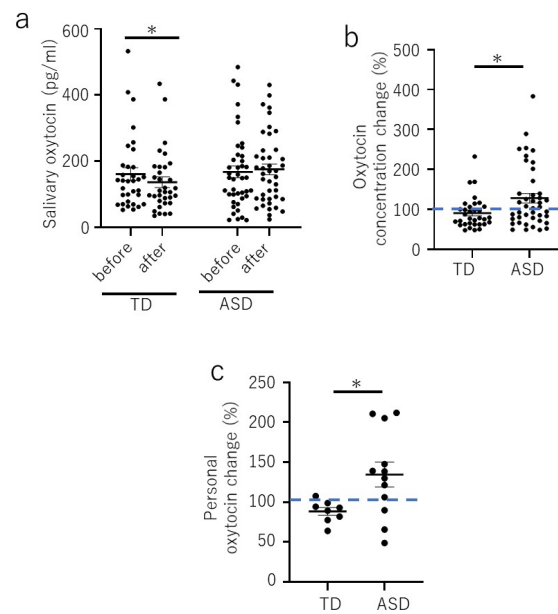 a
Salivary oxytocin (pg/ml)
600
400
200
0
*
before
after
before
after
TD
ASD
b
Oxytocin
concentration change (%)
500
400
300
200
100
0
*
TD
ASD
c
Personal
oxytocin change (%)
250
200
150
100
50
0
*
TD
ASD